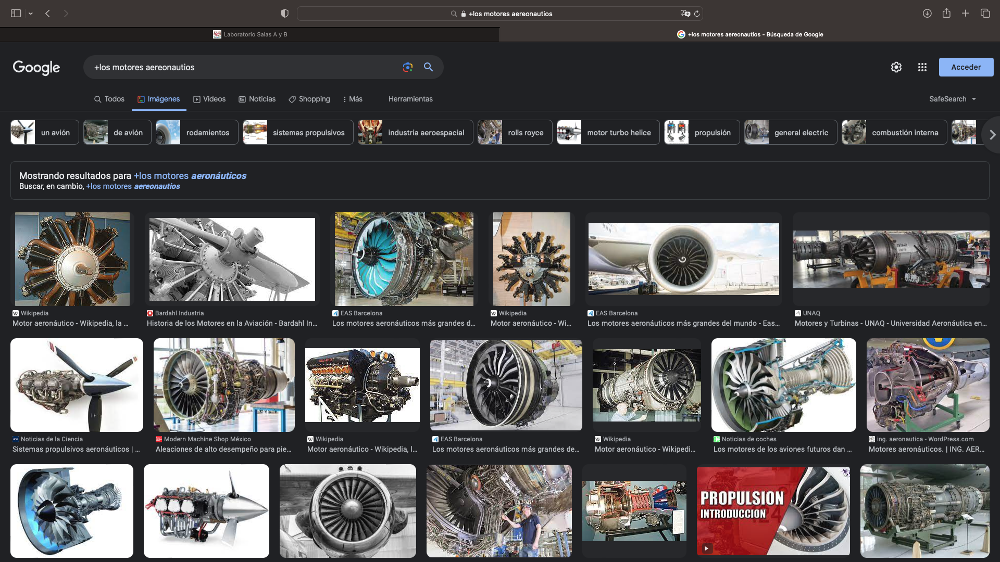 +los motores aereonautios
Laboratorio Salas A y B
+los motores aereonautios - Búsqueda de Google
Google
+los motores aereonautios
Acceder
Todos
Imágenes
Videos
Noticias
Shopping
Más
Herramientas
SafeSearch
un avión
de avión
rodamientos
sistemas propulsivos
industria aeroespacial
rolls royce
motor turbo helice
propulsión
general electric
combustión interna
Mostrando resultados para +los motores aeronáuticos
Buscar, en cambio, +los motores aereonautios
Wikipedia
Motor aeronáutico - Wikipedia, la ...
Bardahl Industria
Historia de los Motores en la Aviación - Bardahl In...
EAS Barcelona
Los motores aeronáuticos más grandes d...
Wikipedia
Motor aeronáutico - Wi...
EAS Barcelona
Los motores aeronáuticos más grandes del mundo - Eas...
UNAQ
Motores y Turbinas - UNAQ - Universidad Aeronáutica en...
Noticias de la Ciencia
Sistemas propulsivos aeronáuticos | ...
Modern Machine Shop México
Aleaciones de alto desempeño para pie...
Wikipedia
Motor aeronáutico - Wikipedia, l...
EAS Barcelona
Los motores aeronáuticos más grandes de...
Wikipedia
Motor aeronáutico - Wikipedi...
Noticias de coches
Los motores de los aviones futuros dan ...
ing. aeronautica - WordPress.com
Motores aeronáuticos. | ING. AER...
PROPULSION
INTRODUCCION